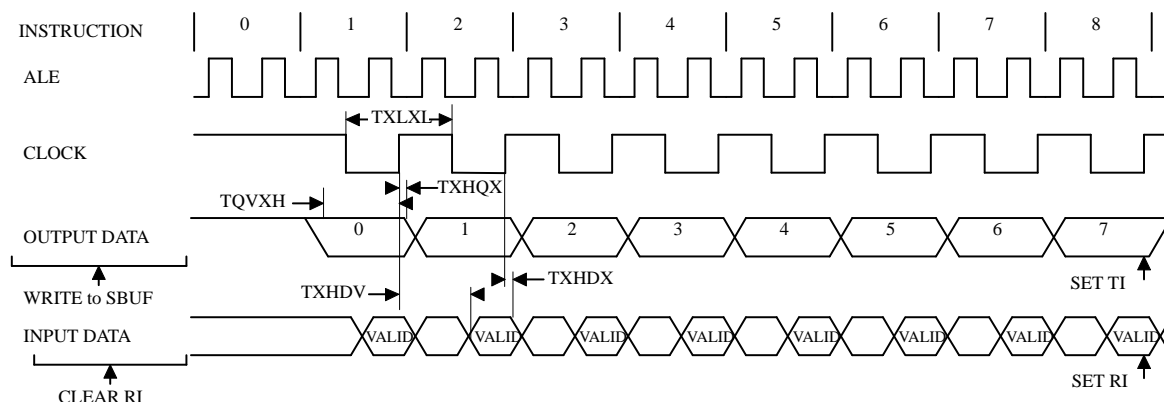 INSTRUCTION 0 1 2 3 4 5 6 7 8
ALE
TXLXL
CLOCK
TXHQX
TQVXH
OUTPUT DATA 0 1 2 3 4 5 6 7
TXHDX
SET TI
TXHDV
WRITE to SBUF
INPUT DATA VALID VALID VALID VALID VALID VALID VALID VALID
SET RI
CLEAR RI